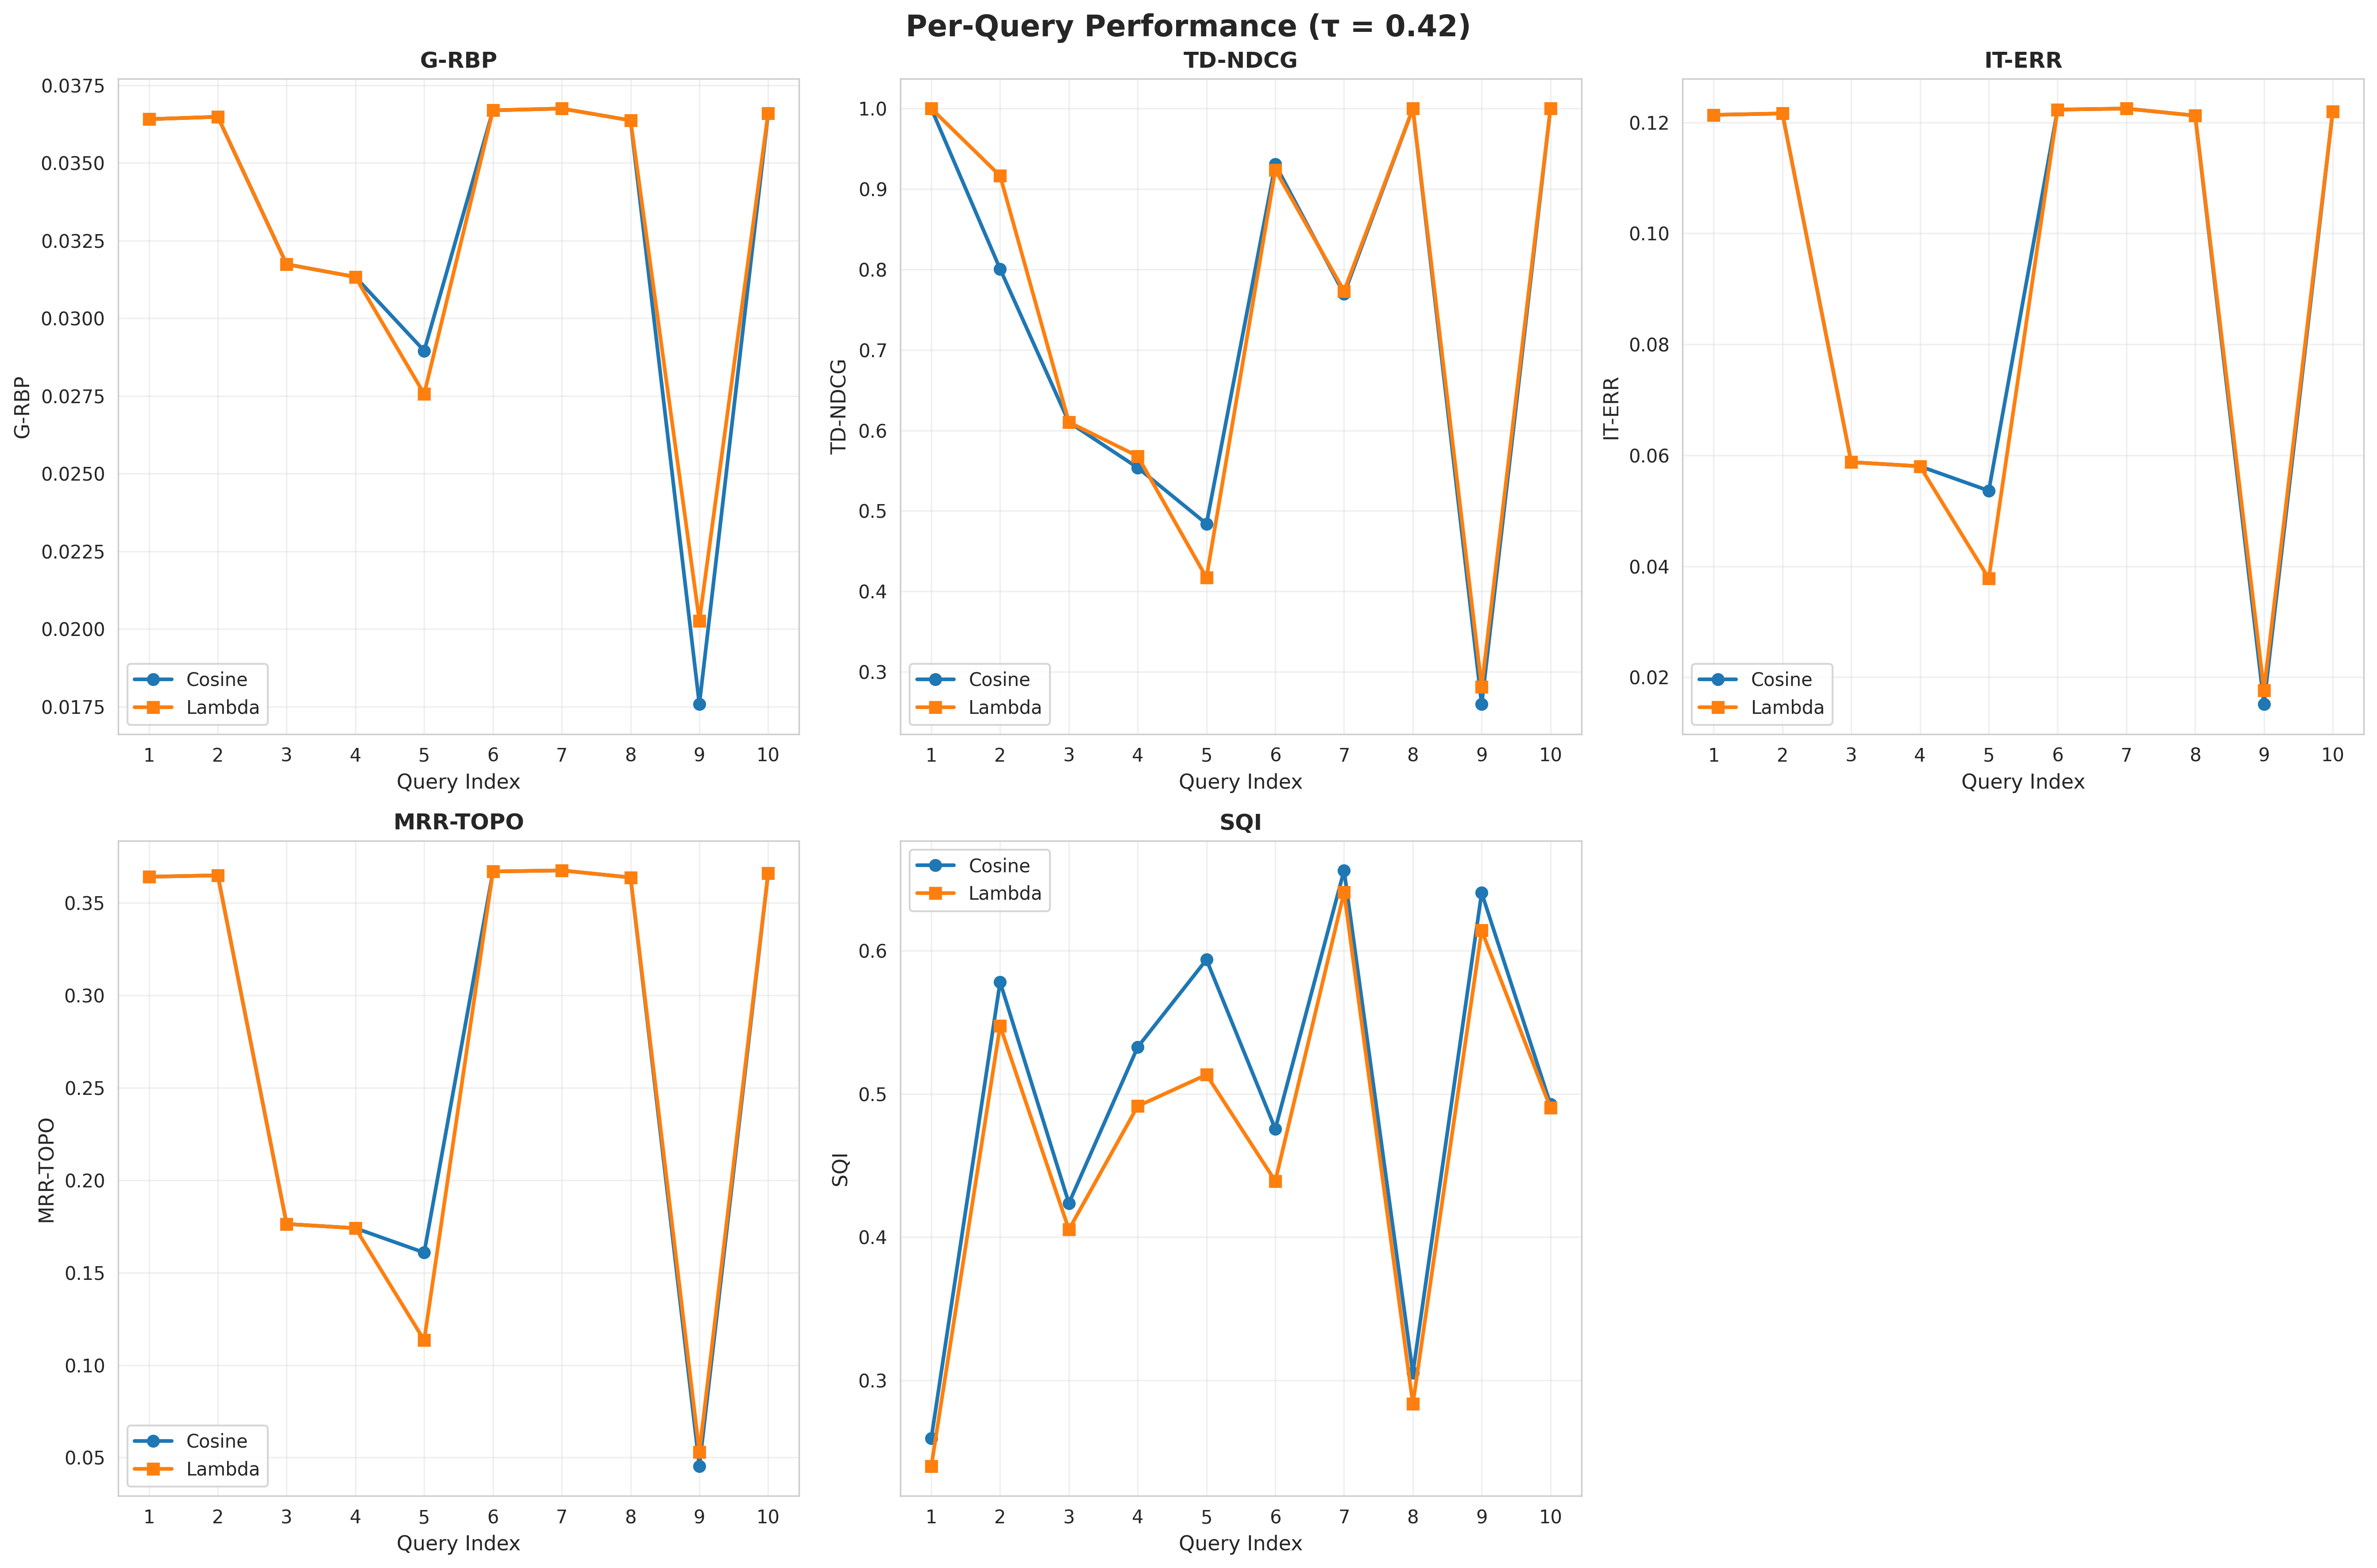 Per-Query Performance (τ = 0.42)
G-RBP
0.0375
0.0350
0.0325
0.0300
0.0275
0.0250
0.0225
0.0200
0.0175
G-RBP
Cosine
Lambda
1 2 3 4 5 6 7 8 9 10
Query Index
TD-NDCG
1.0
0.9
0.8
0.7
0.6
0.5
0.4
0.3
TD-NDCG
Cosine
Lambda
1 2 3 4 5 6 7 8 9 10
Query Index
IT-ERR
0.12
0.10
0.08
0.06
0.04
0.02
IT-ERR
Cosine
Lambda
1 2 3 4 5 6 7 8 9 10
Query Index
MRR-TOPO
0.35
0.30
0.25
0.20
0.15
0.10
0.05
MRR-TOPO
Cosine
Lambda
1 2 3 4 5 6 7 8 9 10
Query Index
SQI
Cosine
Lambda
0.6
0.5
0.4
0.3
SQI
1 2 3 4 5 6 7 8 9 10
Query Index